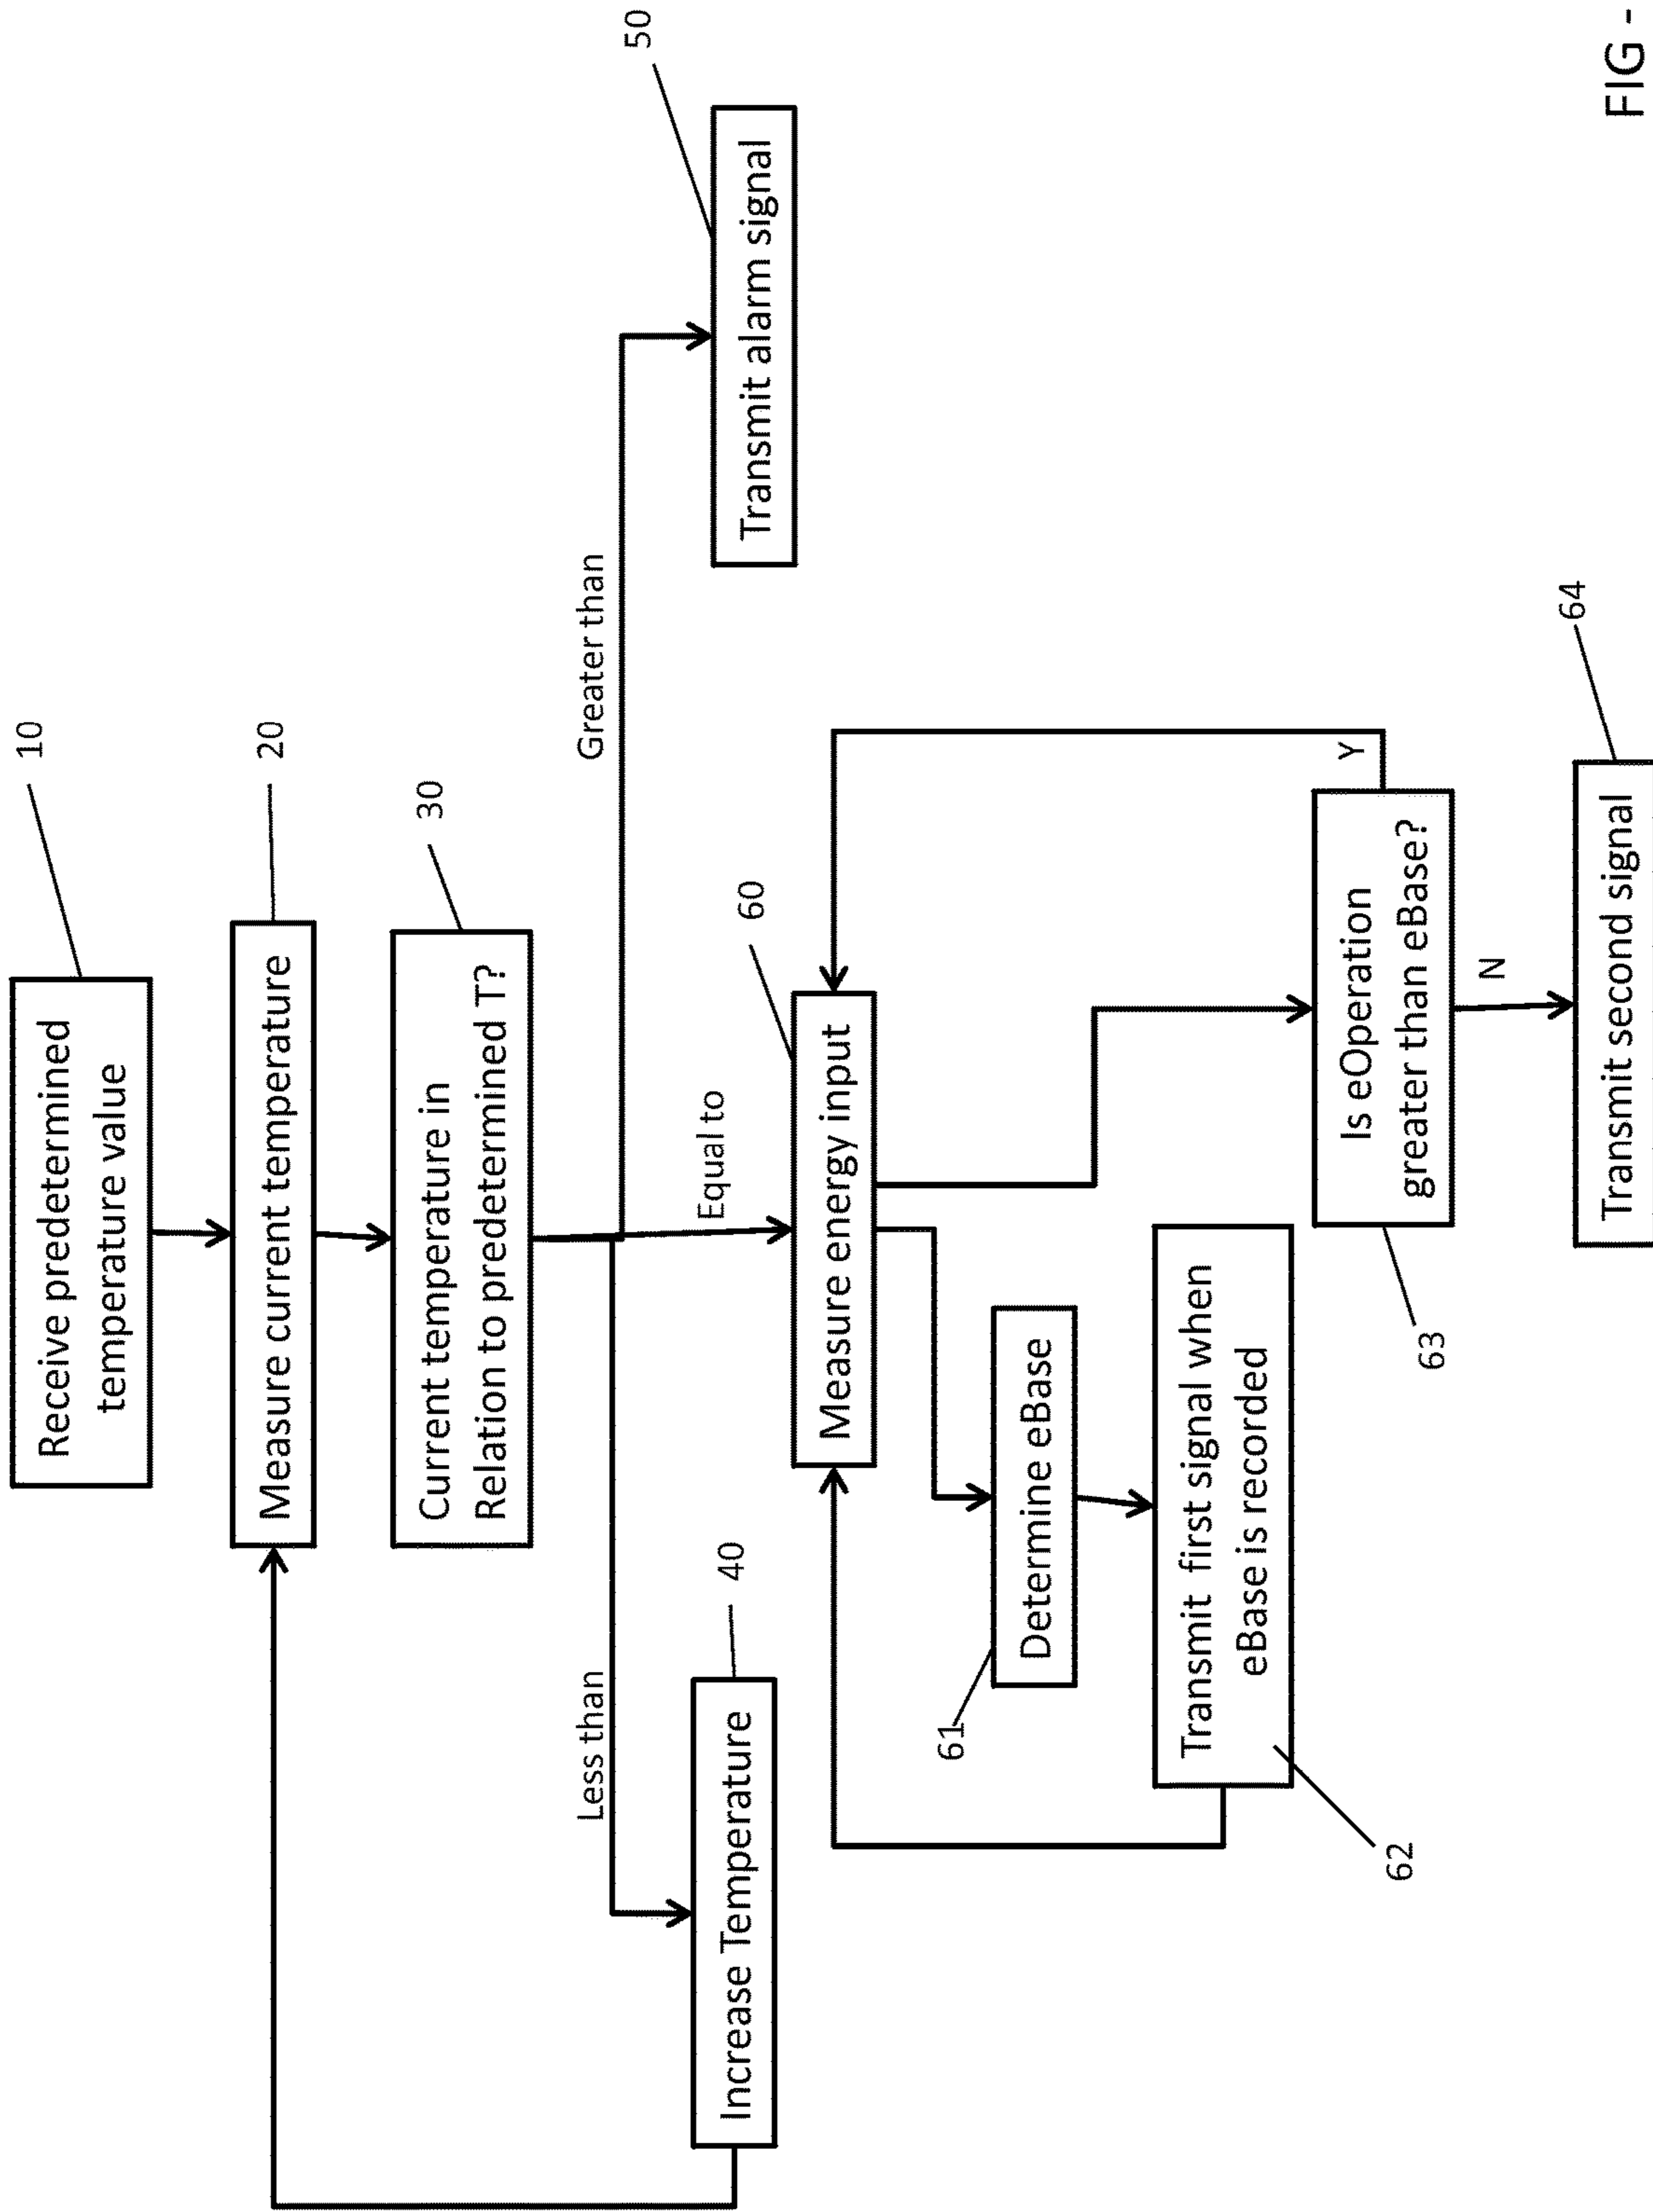 10
Receive predetermined
temperature value
20
Measure current temperature
30
Current temperature in
Relation to predetermined T?
Less than
Equal to
Greater than
40
Increase Temperature
50
Transmit alarm signal
60
Measure energy input
61
Determine eBase
Transmit first signal when
eBase is recorded
62
Is eOperation
greater than eBase?
63
Y
N
64
Transmit second signal
FIG -